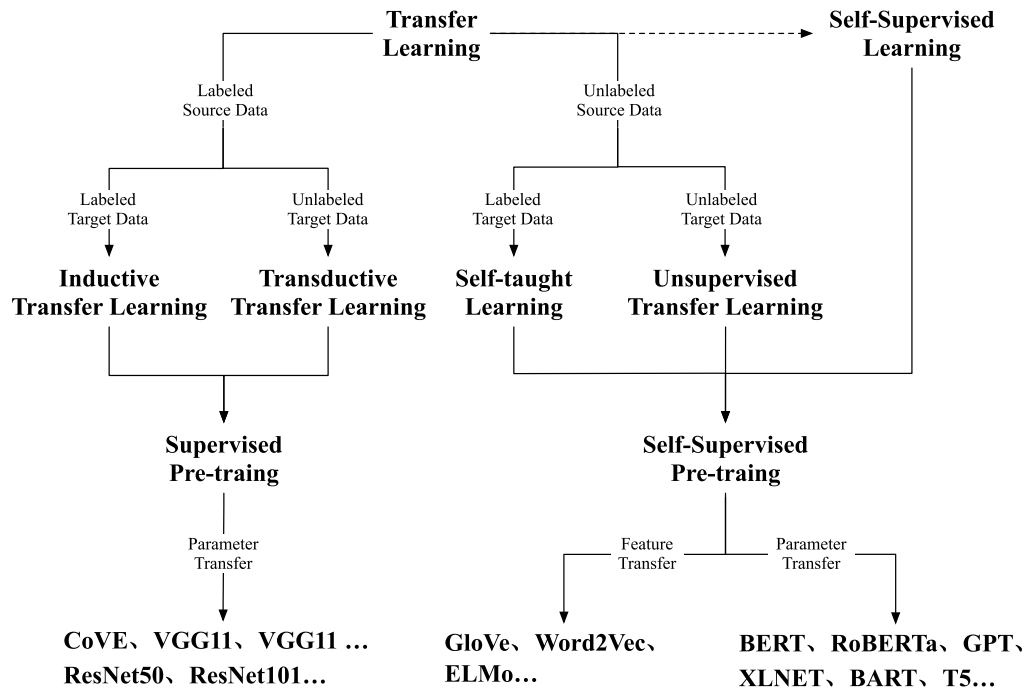 Transfer
Learning
Self-Supervised
Learning
Labeled
Source Data
Unlabeled
Source Data
Labeled
Target Data
Unlabeled
Target Data
Labeled
Target Data
Unlabeled
Target Data
Inductive
Transfer Learning
Transductive
Transfer Learning
Self-taught
Learning
Unsupervised
Transfer Learning
Supervised
Pre-traing
Self-Supervised
Pre-traing
Parameter
Transfer
Feature
Transfer
Parameter
Transfer
CoVE、VGG11、VGG11 …
ResNet50、ResNet101…
GloVe、Word2Vec、
ELMo…
BERT、RoBERTa、GPT、
XLNET、BART、T5…